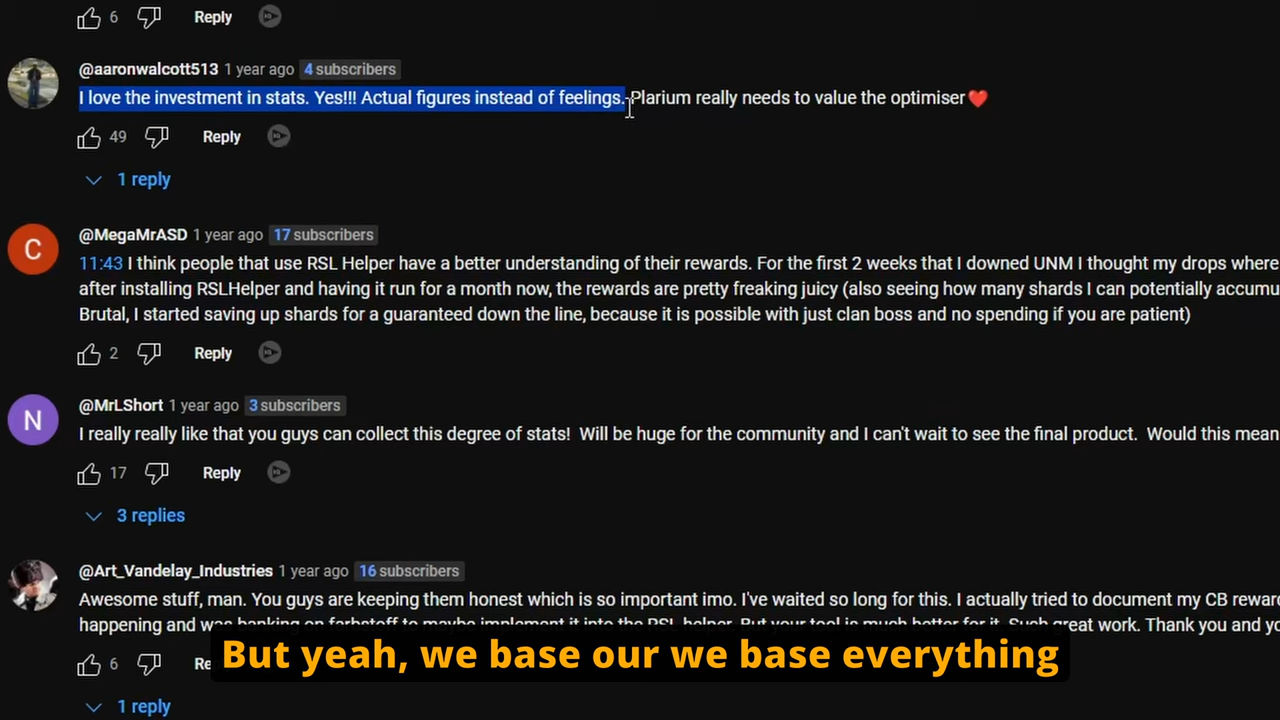 6 Reply
@aaronwalcott513 1 year ago 4 subscribers
I love the investment in stats. Yes!!! Actual figures instead of feelings. Plarium really needs to value the optimiser❤️
49 Reply
1 reply
C
@MegaMrASD 1 year ago 17 subscribers
11:43 I think people that use RSL Helper have a better understanding of their rewards. For the first 2 weeks that I downed UNM I thought my drops where
after installing RSLHelper and having it run for a month now, the rewards are pretty freaking juicy (also seeing how many shards I can potentially accumu
Brutal, I started saving up shards for a guaranteed down the line, because it is possible with just clan boss and no spending if you are patient)
2 Reply
N
@MrLShort 1 year ago 3 subscribers
I really really like that you guys can collect this degree of stats! Will be huge for the community and I can't wait to see the final product. Would this mean
17 Reply
3 replies
@Art_Vandelay_Industries 1 year ago 16 subscribers
Awesome stuff, man. You guys are keeping them honest which is so important imo. I've waited so long for this. I actually tried to document my CB reward
happening and was banking on farbstoff to maybe implement it into the RSL helper. But your tool is much better for it. Such great work. Thank you and yo
But yeah, we base our we base everything
6 Re
1 reply